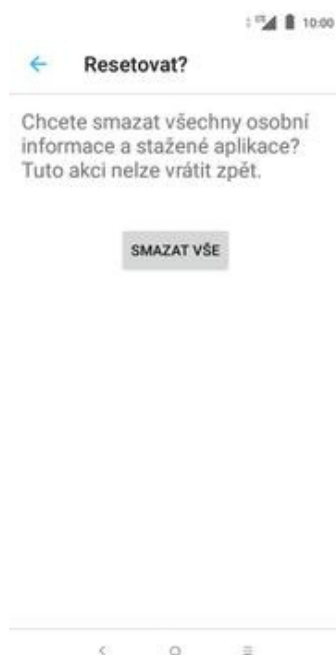 10:00
Resetovat?
Chcete smazat všechny osobní
informace a stažené aplikace?
Tuto akci nelze vrátit zpět.
SMAZAT VŠE